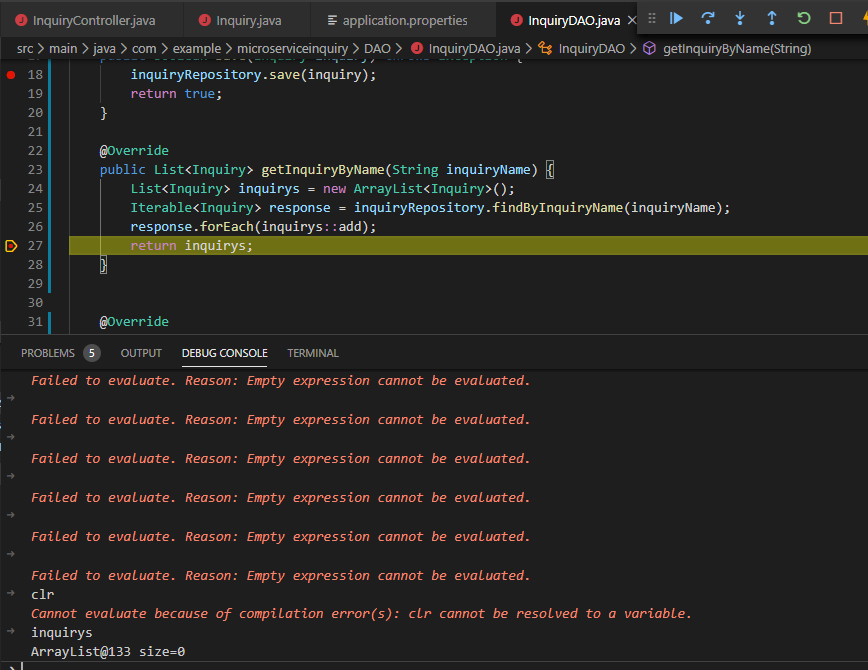 InquiryController.java Inquiry.java application.properties InquiryDAO.java
src > main > java > com > example > microserviceinquiry > DAO > InquiryDAO.java > InquiryDAO > getInquiryByName(String)
18 inquiryRepository.save(inquiry);
19 return true;
20 }
21
22 @Override
23 public List<Inquiry> getInquiryByName(String inquiryName) {
24 List<Inquiry> inquirys = new ArrayList<Inquiry>();
25 Iterable<Inquiry> response = inquiryRepository.findByInquiryName(inquiryName);
26 response.forEach(inquirys::add);
27 return inquirys;
28 }
29
30
31 @Override
PROBLEMS 5 OUTPUT DEBUG CONSOLE TERMINAL
Failed to evaluate. Reason: Empty expression cannot be evaluated.
Failed to evaluate. Reason: Empty expression cannot be evaluated.
Failed to evaluate. Reason: Empty expression cannot be evaluated.
Failed to evaluate. Reason: Empty expression cannot be evaluated.
Failed to evaluate. Reason: Empty expression cannot be evaluated.
Failed to evaluate. Reason: Empty expression cannot be evaluated.
clr
Cannot evaluate because of compilation error(s): clr cannot be resolved to a variable.
inquirys
ArrayList@133 size=0